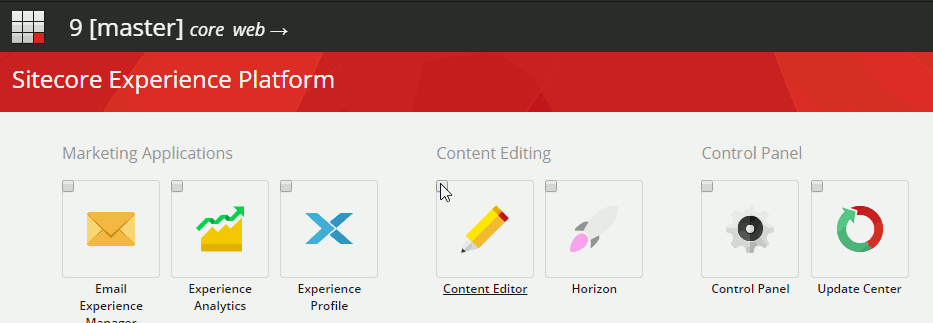 9 [master] core web →
Sitecore Experience Platform
Marketing Applications
Content Editing
Control Panel
Email
Experience
Manager
Experience
Analytics
Experience
Profile
Content Editor
Horizon
Control Panel
Update Center